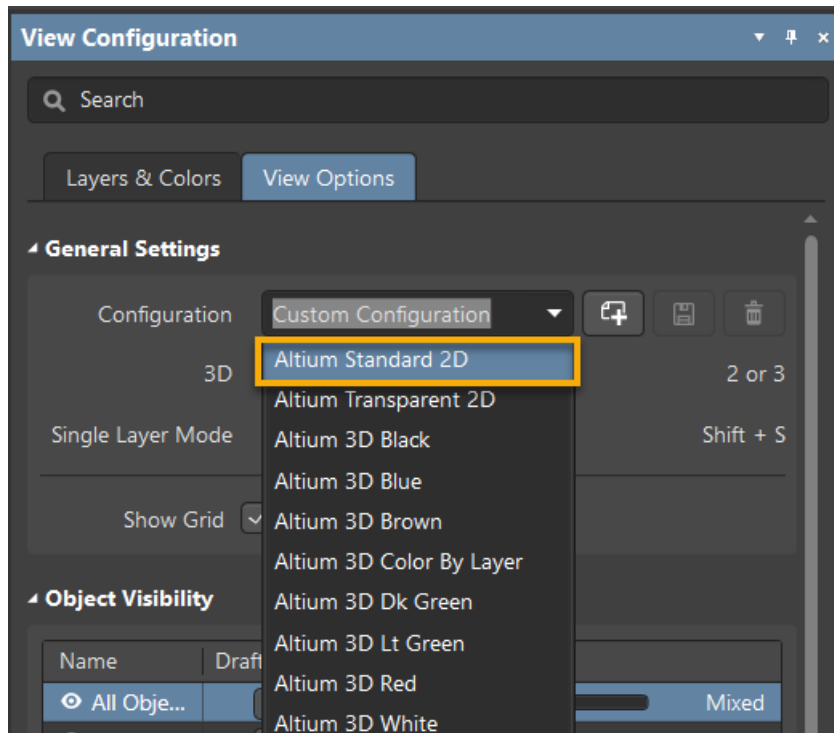 View Configuration
Search
Layers & Colors View Options
General Settings
Configuration Custom Configuration
Altium Standard 2D
3D 2 or 3
Altium Transparent 2D
Single Layer Mode Altium 3D Black Shift + S
Altium 3D Blue
Show Grid Altium 3D Brown
Altium 3D Color By Layer
Object Visibility Altium 3D Dk Green
Altium 3D Lt Green
Name Draft
Altium 3D Red
All Obje... Mixed
Altium 3D White